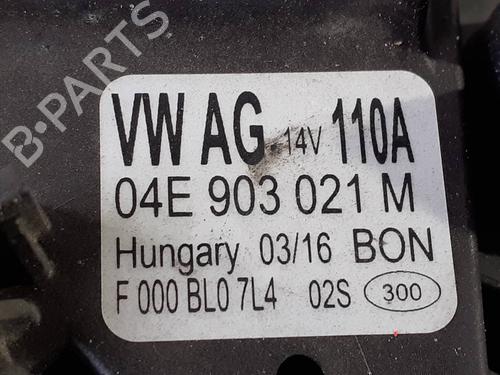 B-PARTS
VW AG 14V 110A
04E 903 021 M
Hungary 03/16 BON
F 000 BL0 7L4 02S 300